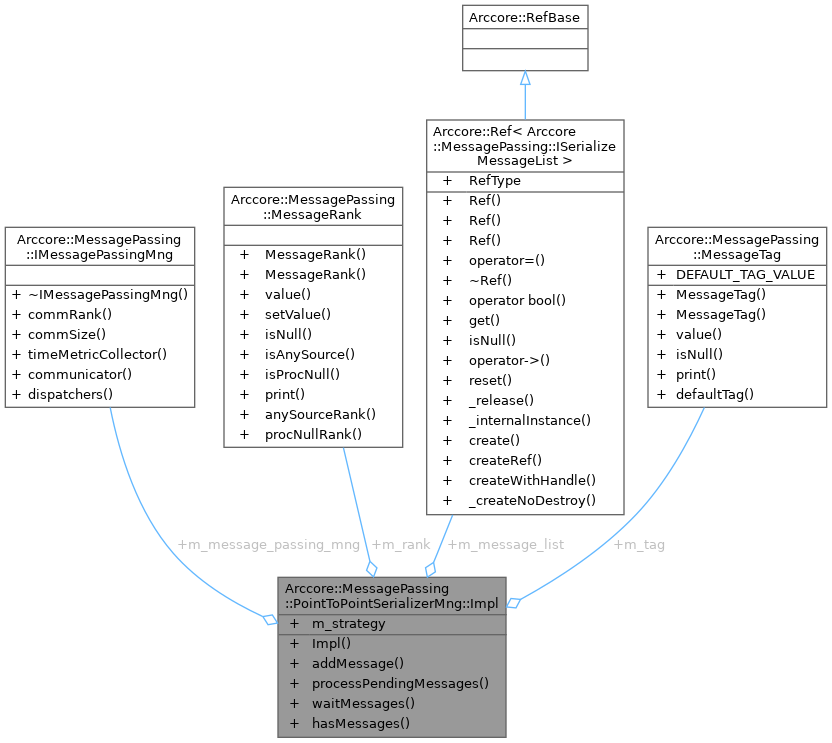 Arccore::RefBase
Arccore::Ref< Arccore
::MessagePassing::ISerialize
MessageList >
+ RefType
+ Ref()
+ Ref()
+ Ref()
+ operator=()
+ ~Ref()
+ operator bool()
+ get()
+ isNull()
+ operator->()
+ reset()
+ _release()
+ _internalInstance()
+ create()
+ createRef()
+ createWithHandle()
+ _createNoDestroy()
Arccore::MessagePassing
::MessageRank
+ MessageRank()
+ MessageRank()
+ value()
+ setValue()
+ isNull()
+ isAnySource()
+ isProcNull()
+ print()
+ anySourceRank()
+ procNullRank()
Arccore::MessagePassing
::IMessagePassingMng
+ ~IMessagePassingMng()
+ commRank()
+ commSize()
+ timeMetricCollector()
+ communicator()
+ dispatchers()
Arccore::MessagePassing
::MessageTag
+ DEFAULT_TAG_VALUE
+ MessageTag()
+ MessageTag()
+ value()
+ isNull()
+ print()
+ defaultTag()
+m_message_passing_mng
+m_rank
+m_message_list
+m_tag
Arccore::MessagePassing
::PointToPointSerializerMng::Impl
+ m_strategy
+ Impl()
+ addMessage()
+ processPendingMessages()
+ waitMessages()
+ hasMessages()